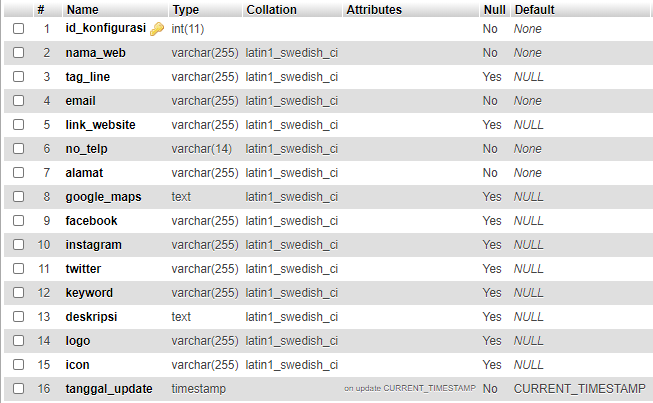 # Name Type Collation Attributes Null Default
1 id_konfigurasi int(11) No None
2 nama_web varchar(255) latin1_swedish_ci No None
3 tag_line varchar(255) latin1_swedish_ci Yes NULL
4 email varchar(255) latin1_swedish_ci No None
5 link_website varchar(255) latin1_swedish_ci Yes NULL
6 no_telp varchar(14) latin1_swedish_ci No None
7 alamat varchar(255) latin1_swedish_ci No None
8 google_maps text latin1_swedish_ci Yes NULL
9 facebook varchar(255) latin1_swedish_ci Yes NULL
10 instagram varchar(255) latin1_swedish_ci Yes NULL
11 twitter varchar(255) latin1_swedish_ci Yes NULL
12 keyword varchar(255) latin1_swedish_ci Yes NULL
13 deskripsi text latin1_swedish_ci Yes NULL
14 logo varchar(255) latin1_swedish_ci Yes NULL
15 icon varchar(255) latin1_swedish_ci Yes NULL
16 tanggal_update timestamp on update CURRENT_TIMESTAMP No CURRENT_TIMESTAMP